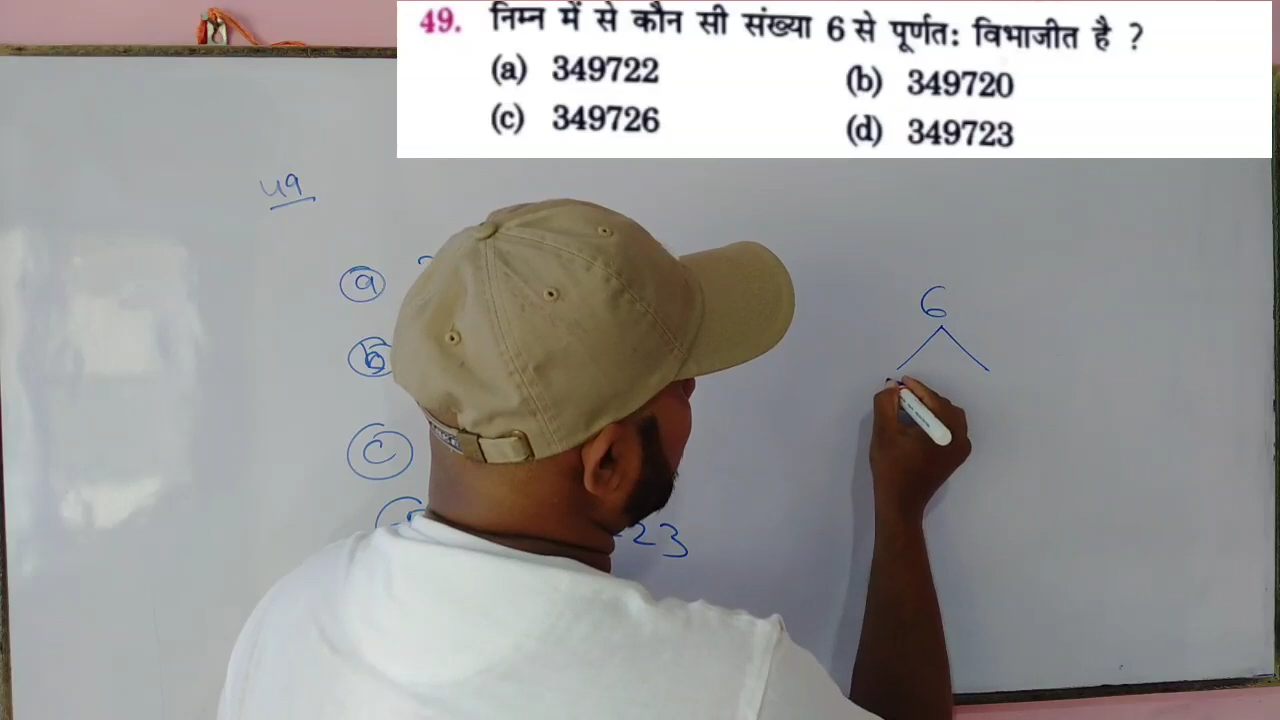 49. निम्न में से कौन सी संख्या 6 से पूर्णतः विभाजीत है ?
(a) 349722 (b) 349720
(c) 349726 (d) 349723
49
a
6
b
c
23